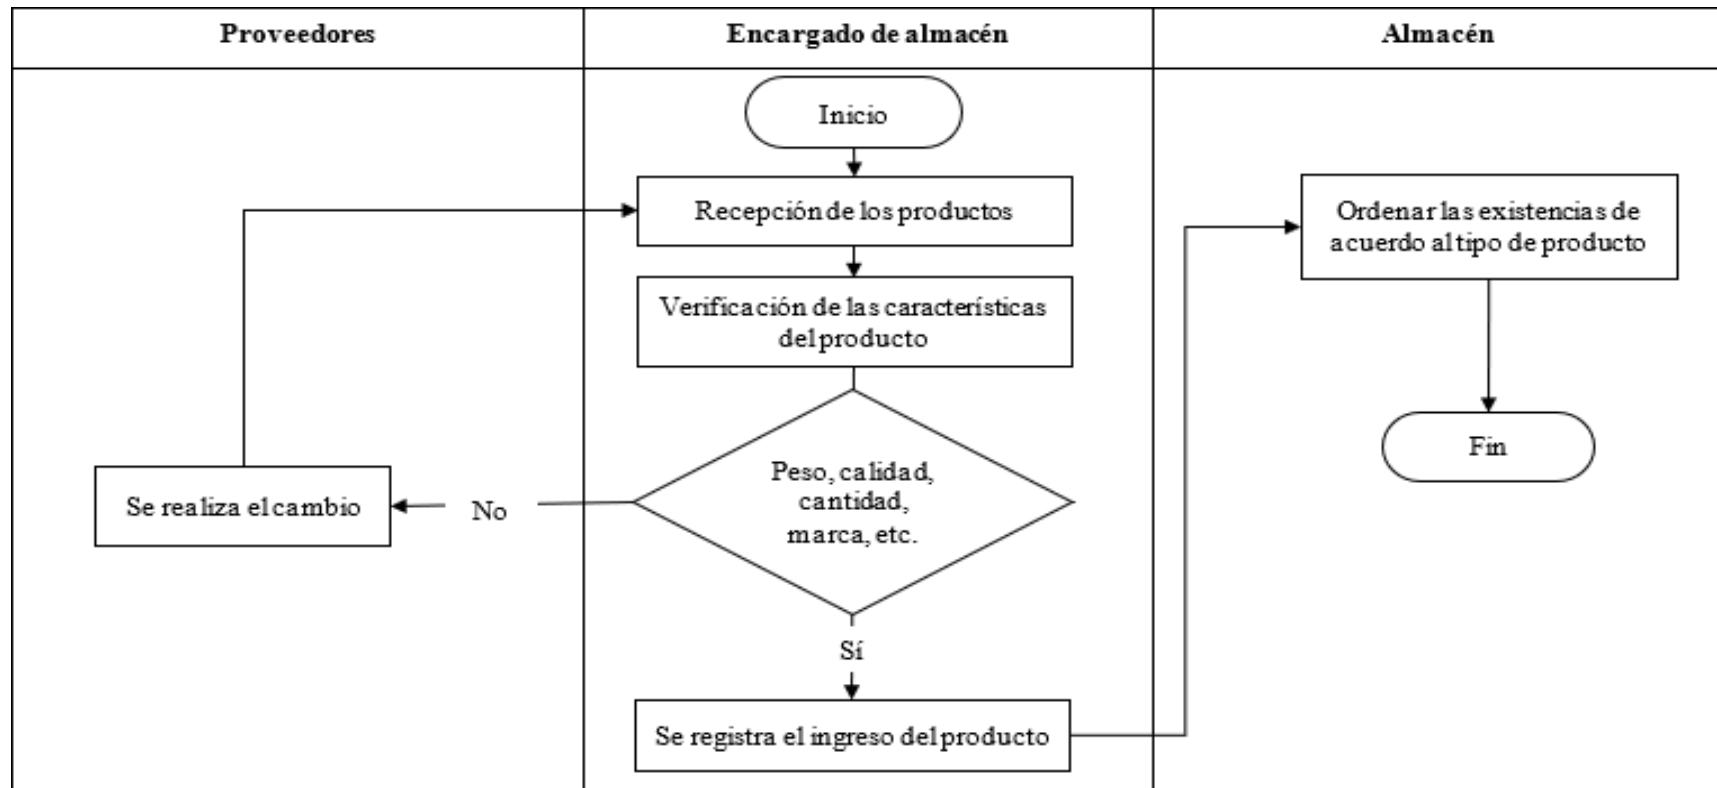 Proveedores
Encargado de almacén
Almacén
Inicio
Recepción de los productos
Verificación de las características
del producto
Peso, calidad,
cantidad,
marca, etc.
No
Se realiza el cambio
Sí
Se registra el ingreso del producto
Ordenar las existencias de
acuerdo al tipo de producto
Fin